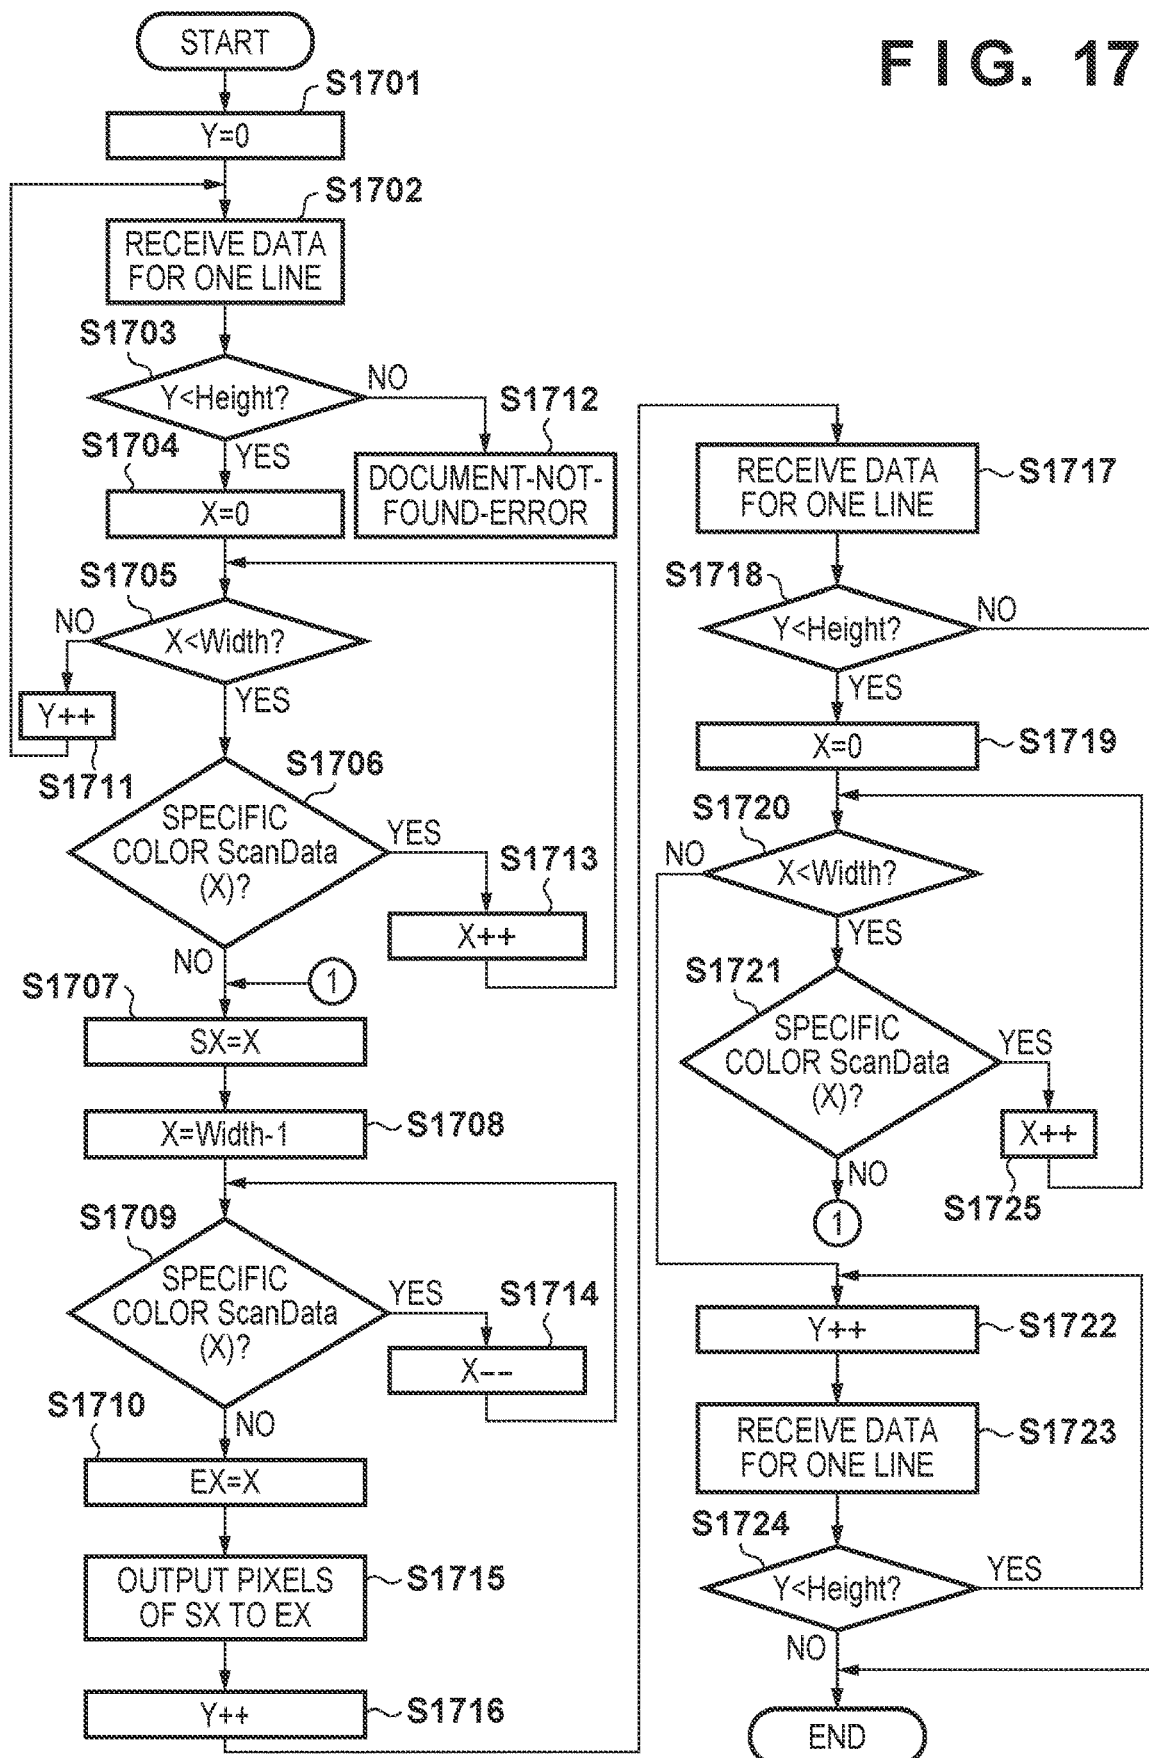 FIG. 17
START
S1701
Y=0
S1702
RECEIVE DATA
FOR ONE LINE
S1703
Y<Height?
NO
YES
S1712
DOCUMENT-NOT-
FOUND-ERROR
S1704
X=0
S1705
X<Width?
NO
YES
Y++
S1711
S1706
SPECIFIC
COLOR ScanData
(X)?
YES
NO
S1713
X++
1
S1707
SX=X
X=Width-1
S1708
S1709
SPECIFIC
COLOR ScanData
(X)?
YES
NO
S1714
X--
S1710
EX=X
OUTPUT PIXELS
OF SX TO EX
S1715
Y++
S1716
RECEIVE DATA
FOR ONE LINE
S1717
S1718
Y<Height?
NO
YES
X=0
S1719
S1720
X<Width?
NO
YES
S1721
SPECIFIC
COLOR ScanData
(X)?
YES
NO
X++
S1725
1
Y++
S1722
RECEIVE DATA
FOR ONE LINE
S1723
S1724
Y<Height?
YES
NO
END